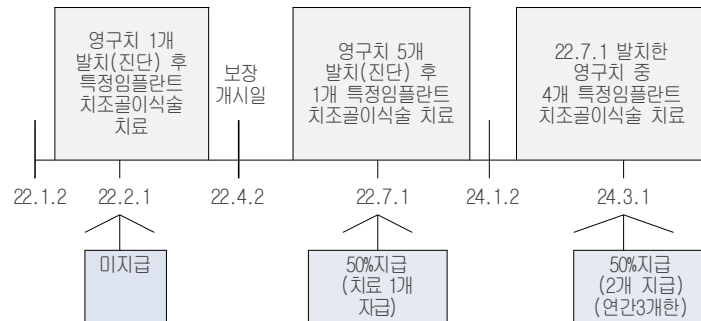 영구치 1개
발치(진단) 후
특정임플란트
치조골이식술
치료
보장
개시일
영구치 5개
발치(진단) 후
1개 특정임플란트
치조골이식술 치료
22.7.1 발치한
영구치 중
4개 특정임플란트
치조골이식술 치료
22.1.2
22.2.1
22.4.2
22.7.1
24.1.2
24.3.1
미지급
50%지급
(치료 1개
자급)
50%지급
(2개 지급)
(연간3개한)